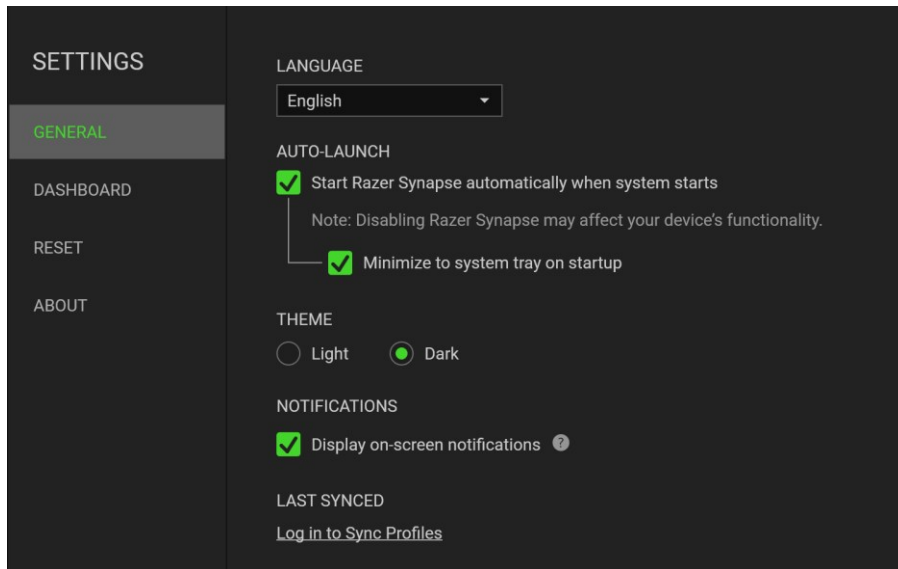 SETTINGS
GENERAL
DASHBOARD
RESET
ABOUT
LANGUAGE
English
AUTO-LAUNCH
Start Razer Synapse automatically when system starts
Note: Disabling Razer Synapse may affect your device’s functionality.
Minimize to system tray on startup
THEME
Light Dark
NOTIFICATIONS
Display on-screen notifications ?
LAST SYNCED
Log in to Sync Profiles